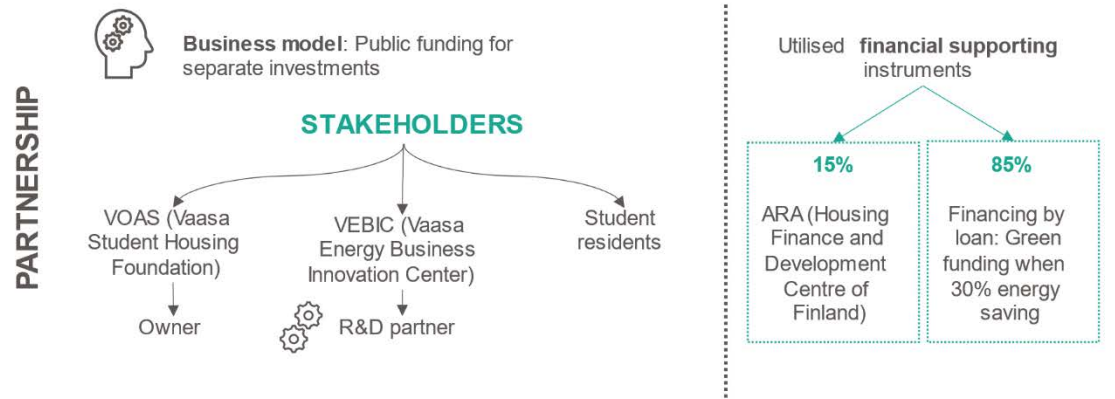 PARTNERSHIP
Business model: Public funding for
separate investments
STAKEHOLDERS
VOAS (Vaasa
Student Housing
Foundation)
Owner
VEBIC (Vaasa
Energy Business
Innovation Center)
R&D partner
Student
residents
Utilised financial supporting
instruments
15%
ARA (Housing
Finance and
Development
Centre of
Finland)
85%
Financing by
loan: Green
funding when
30% energy
saving